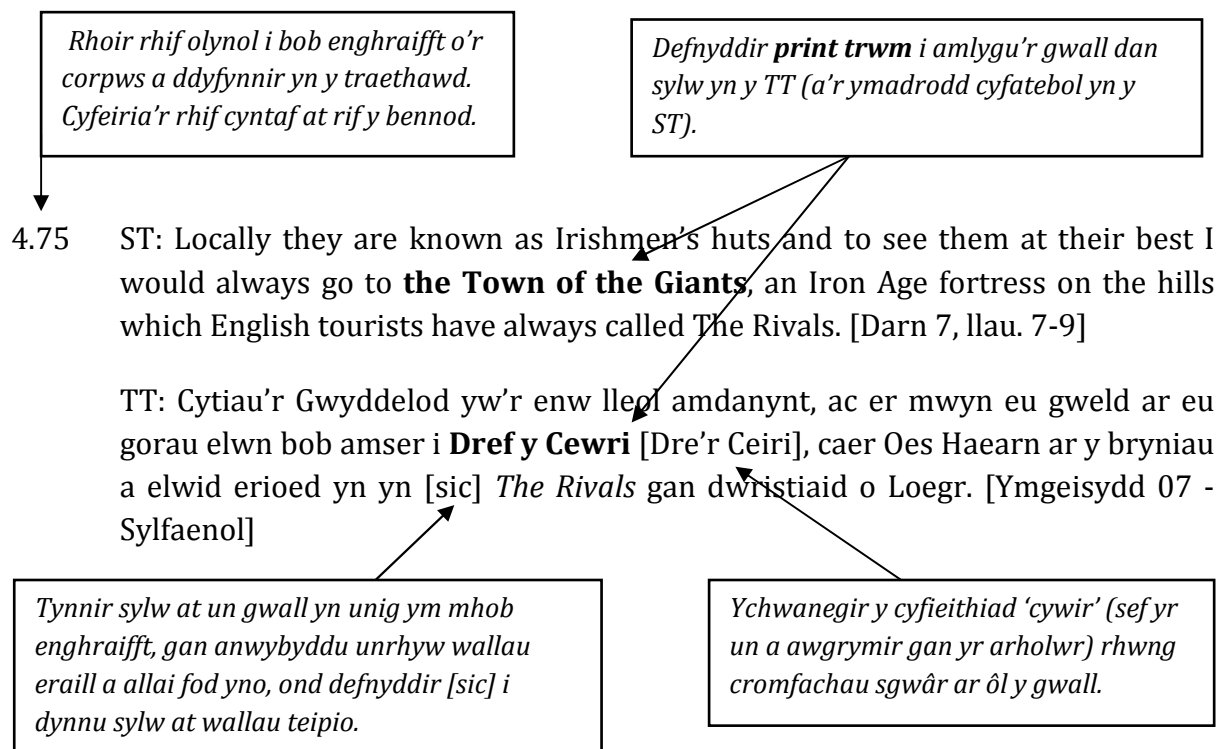 Rhoir rhif olynol i bob enghraifft o'r
corpws a ddyfynnir yn y traethawd.
Cyfeiria'r rhif cyntaf at rif y bennod.
Defnyddir print trwm i amlygu'r gwall dan
sylw yn y TT (a'r ymadrodd cyfatebol yn y
ST).
4.75 ST: Locally they are known as Irishmen's huts and to see them at their best I
would always go to the Town of the Giants, an Iron Age fortress on the hills
which English tourists have always called The Rivals. [Darn 7, llau. 7-9]
TT: Cytiau'r Gwyddelod yw'r enw lleol amdanynt, ac er mwyn eu gweld ar eu
gorau elwn bob amser i Dref y Cewri [Dre'r Ceiri], caer Oes Haearn ar y bryniau
a elwid erioed yn yn [sic] The Rivals gan dwristiaid o Loegr. [Ymgeisydd 07 -
Sylfaenol]
Tynnir sylw at un gwall yn unig ym mhob
enghraifft, gan anwybyddu unrhyw wallau
eraill a allai fod yno, ond defnyddir [sic] i
dynnu sylw at wallau teipio.
Ychwanegir y cyfieithiad 'cywir' (sef yr
un a awgrymir gan yr arholwr) rhwng
cromfachau sgwâr ar ôl y gwall.